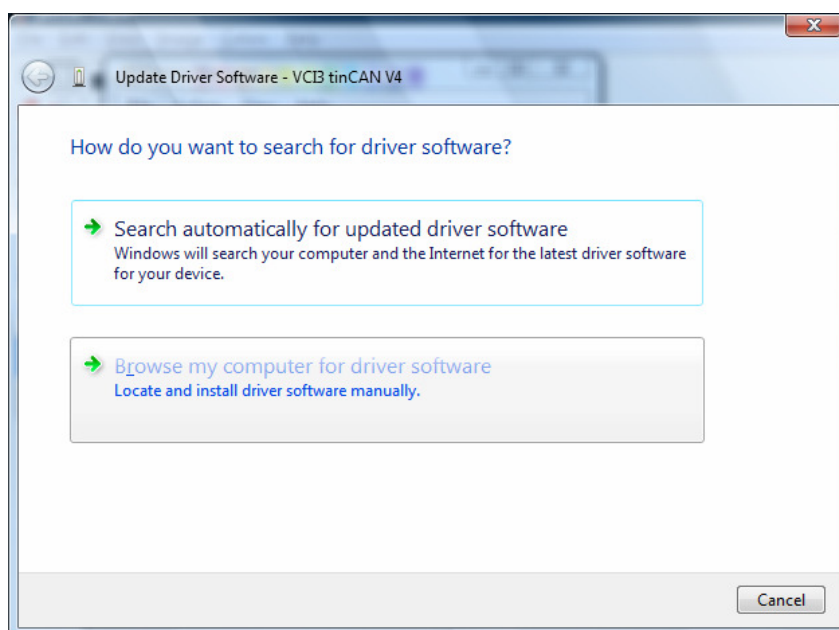 Update Driver Software - VCI3 tinCAN V4
How do you want to search for driver software?
Search automatically for updated driver software
Windows will search your computer and the Internet for the latest driver software
for your device.
Browse my computer for driver software
Locate and install driver software manually.
Cancel